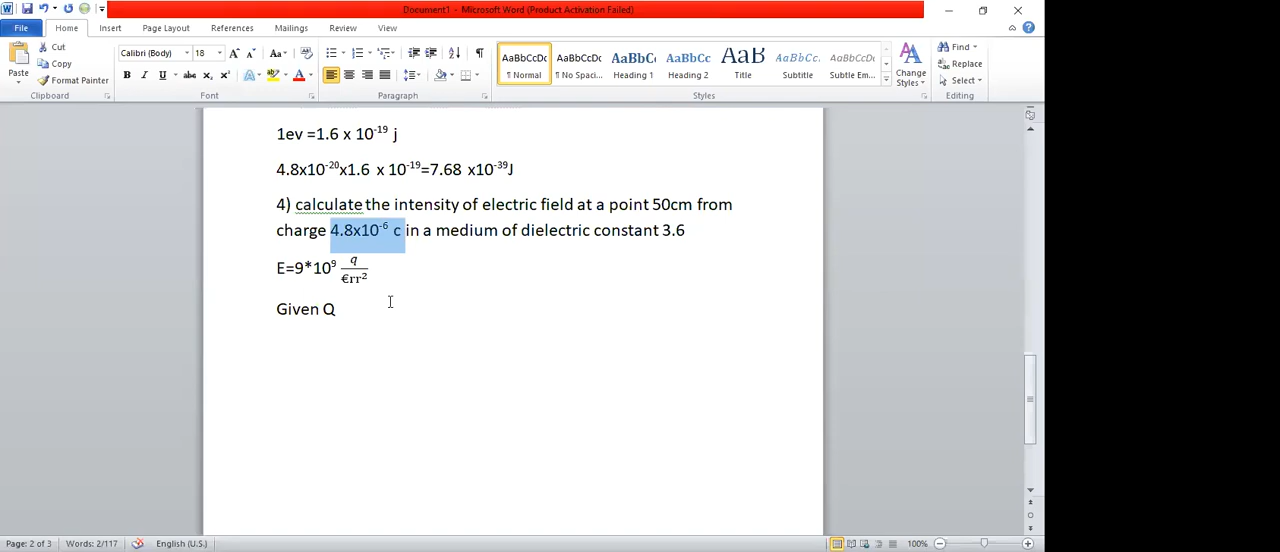 Document1 - Microsoft Word (Product Activation Failed)
File Home Insert Page Layout References Mailings Review View
Paste Cut Copy Format Painter Clipboard
Calibri (Body) 18 Font
Paragraph
AaBbCcDc ¶ Normal AaBbCcDc ¶ No Spaci... AaBbCс Heading 1 AaBbCc Heading 2 AaB Title AaBbCc. Subtitle AaBbCcDc Subtle Em... Change Styles Styles
Find Replace Select Editing
1ev =1.6 x 10⁻¹⁹ j
4.8x10⁻²⁰x1.6 x 10⁻¹⁹=7.68 x10⁻³⁹J
4) calculate the intensity of electric field at a point 50cm from
charge 4.8x10⁻⁶ c in a medium of dielectric constant 3.6
E=9*10⁹ q/€rr²
Given Q
Page: 2 of 3 Words: 2/117 English (U.S.) 100%